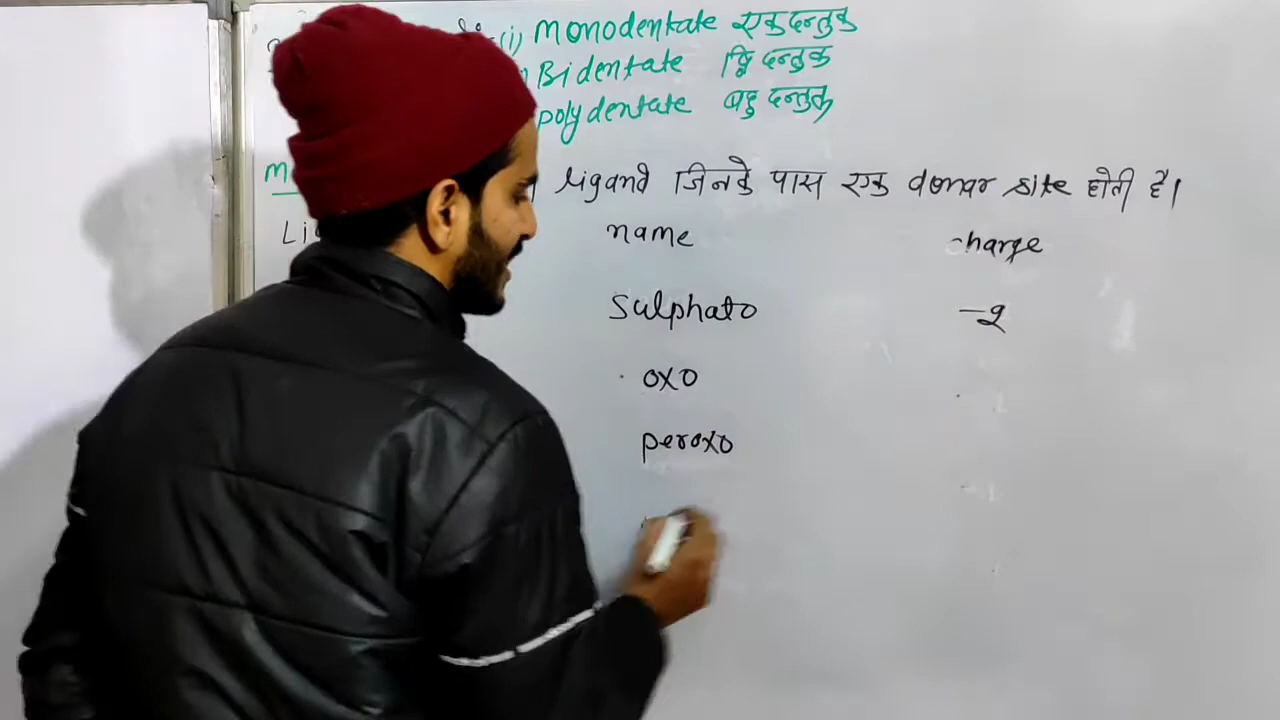 (i) monodentate एकदन्तुक
Bidentate द्विदन्तुक
polydentate बहुदन्तुक
ligand जिनके पास एक donar site होती है।
name charge
Sulphato -2
oxo
peroxo